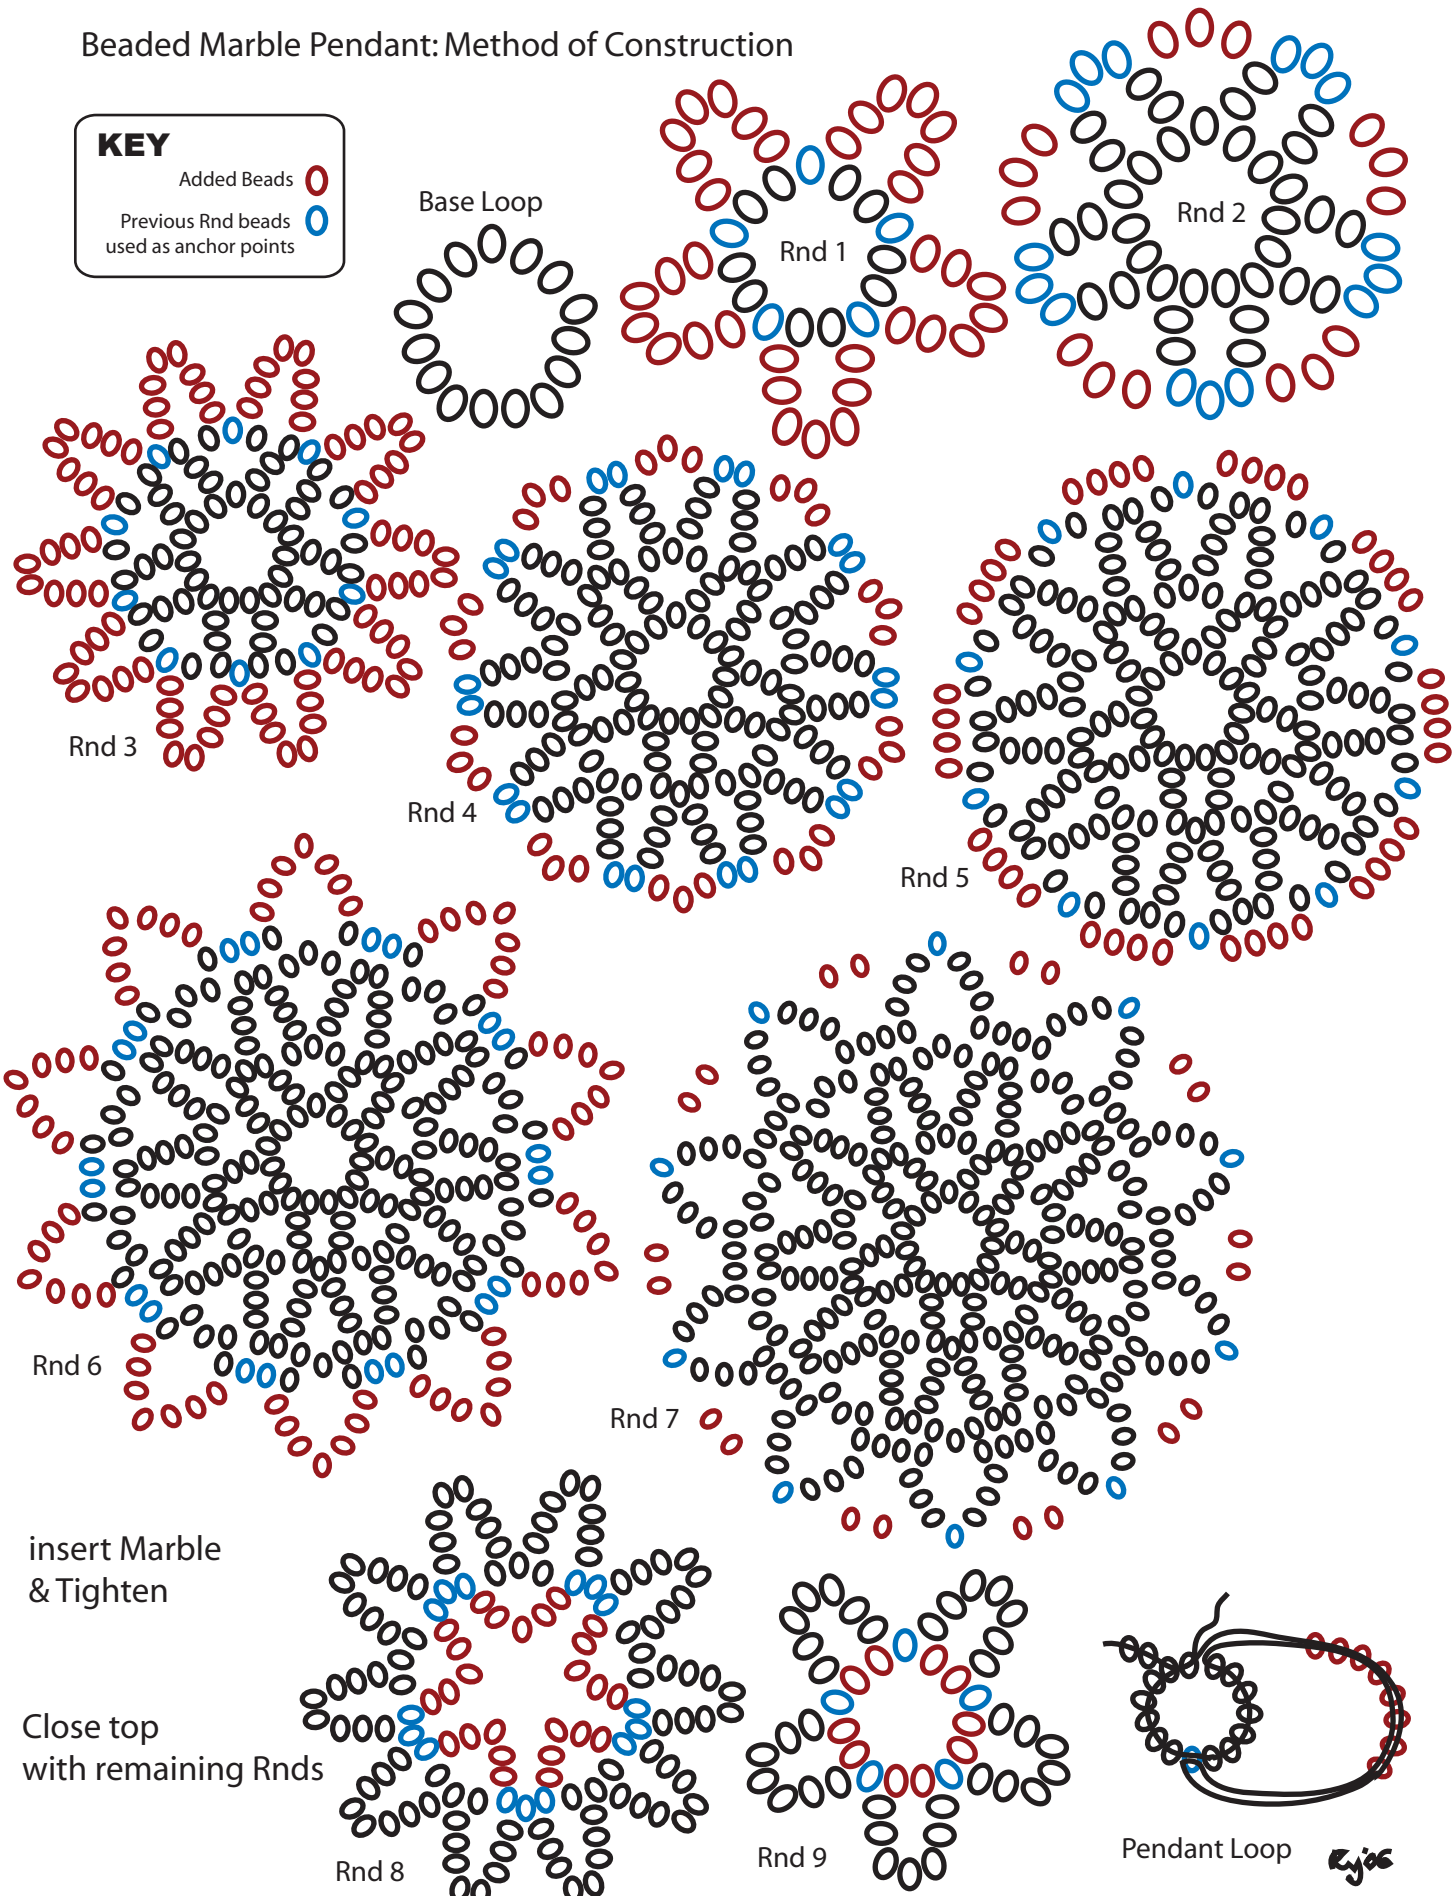 Beaded Marble Pendant: Method of Construction
KEY
Added Beads
Previous Rnd beads
used as anchor points
Base Loop
Rnd 1
Rnd 2
Rnd 3
Rnd 4
Rnd 5
Rnd 6
Rnd 7
insert Marble
& Tighten
Close top
with remaining Rnds
Rnd 8
Rnd 9
Pendant Loop